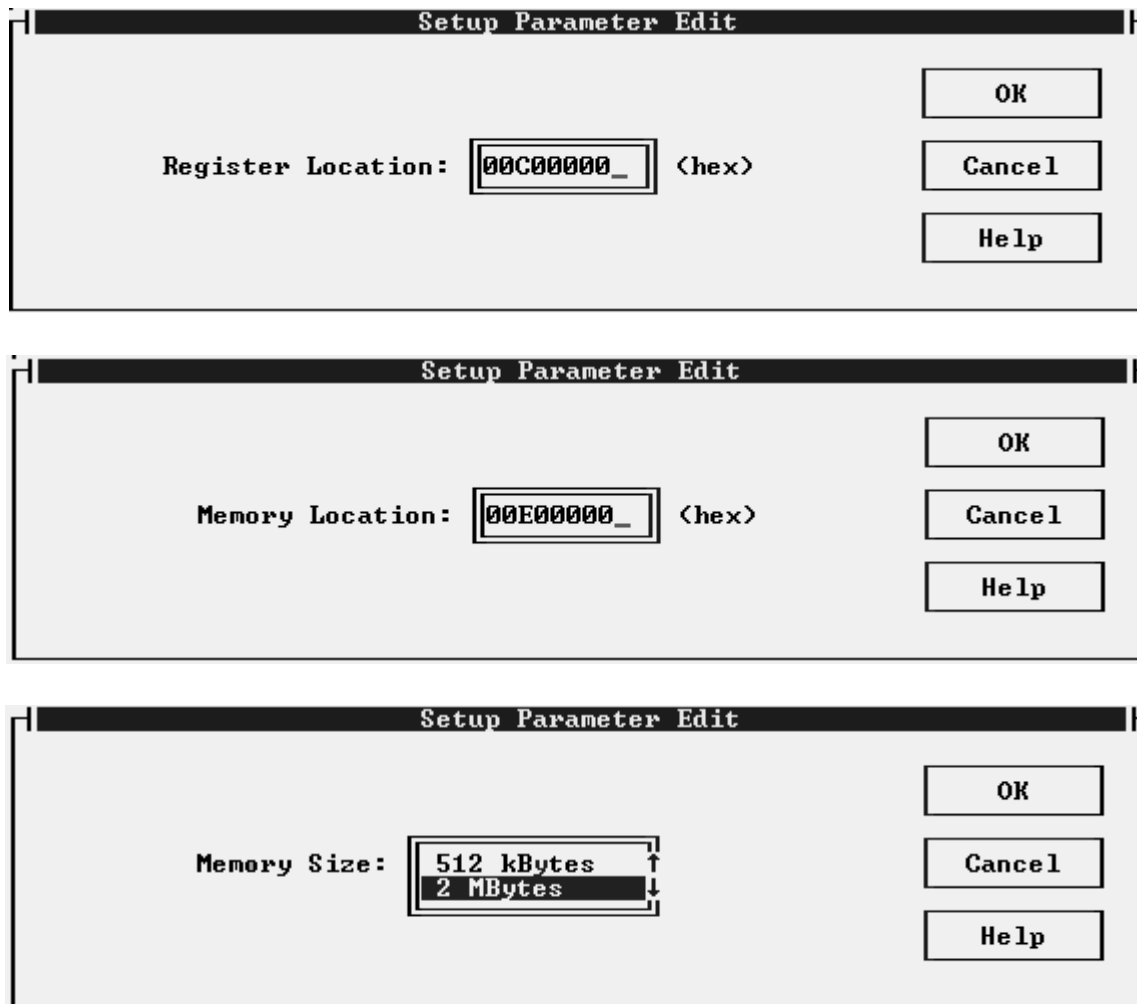 Setup Parameter Edit
OK
Register Location: 00C00000_ (hex)
Cancel
Help
Setup Parameter Edit
OK
Memory Location: 00E00000_ (hex)
Cancel
Help
Setup Parameter Edit
OK
Memory Size: 512 kBytes ↑
Cancel
2 MBytes ↓
Help